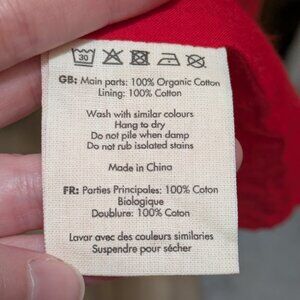 30
GB: Main parts: 100% Organic Cotton
Lining: 100% Cotton
Wash with similar colours
Hang to dry
Do not pile when damp
Do not rub isolated stains
Made in China
FR: Parties Principales: 100% Coton
Biologique
Doublure: 100% Coton
Lavar avec des couleurs similaries
Suspendre pour sécher